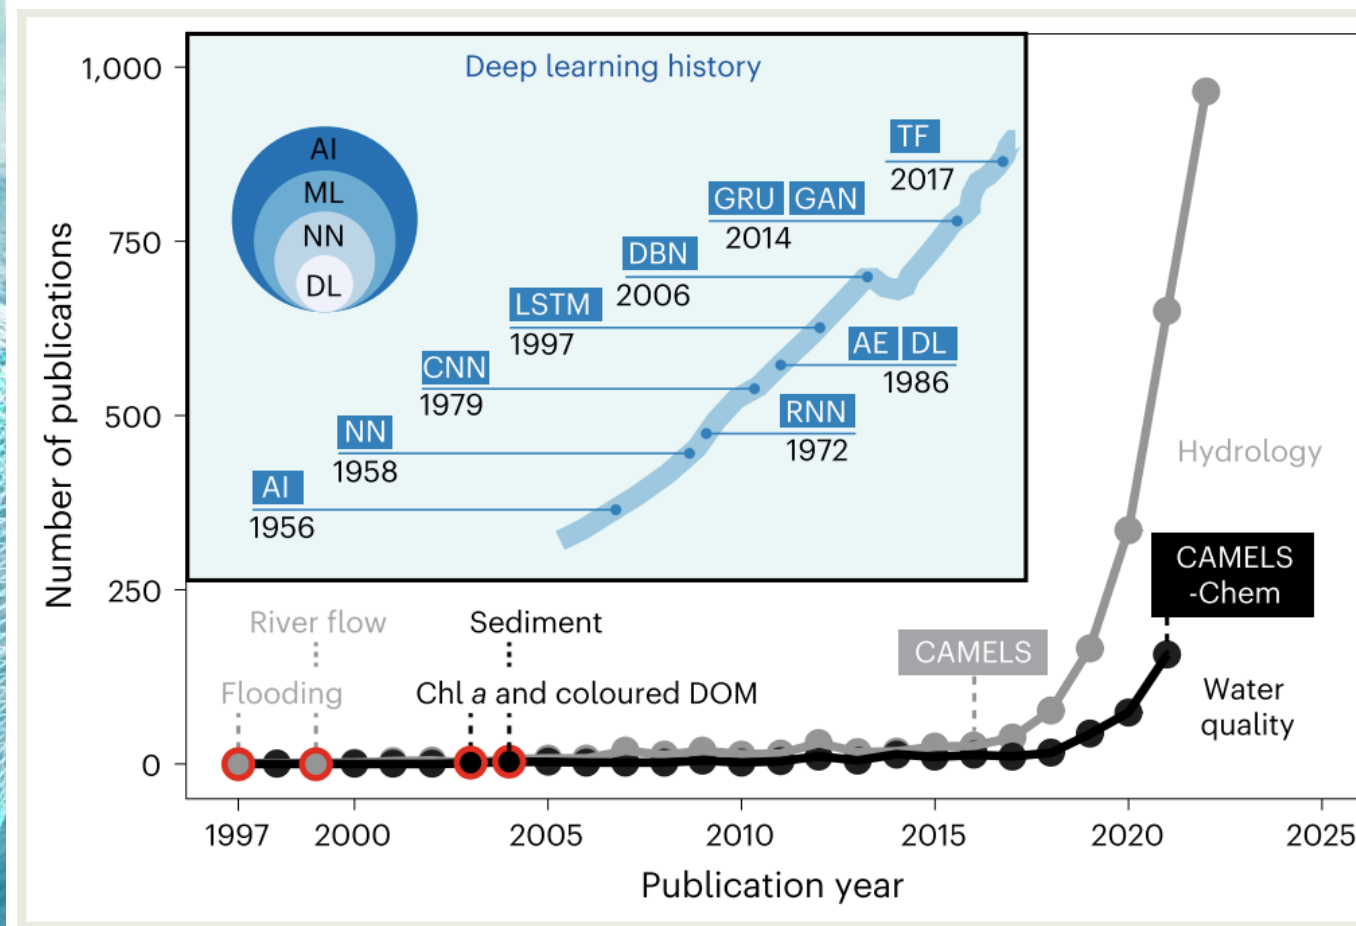 Deep learning history
AI
ML
NN
DL
TF
2017
GRU GAN
2014
DBN
2006
LSTM
1997
AE DL
1986
CNN
1979
RNN
1972
NN
1958
AI
1956
Number of publications
1,000
750
500
250
0
Hydrology
CAMELS
-Chem
River flow
Sediment
CAMELS
Flooding
Chl a and coloured DOM
Water
quality
1997 2000 2005 2010 2015 2020 2025
Publication year